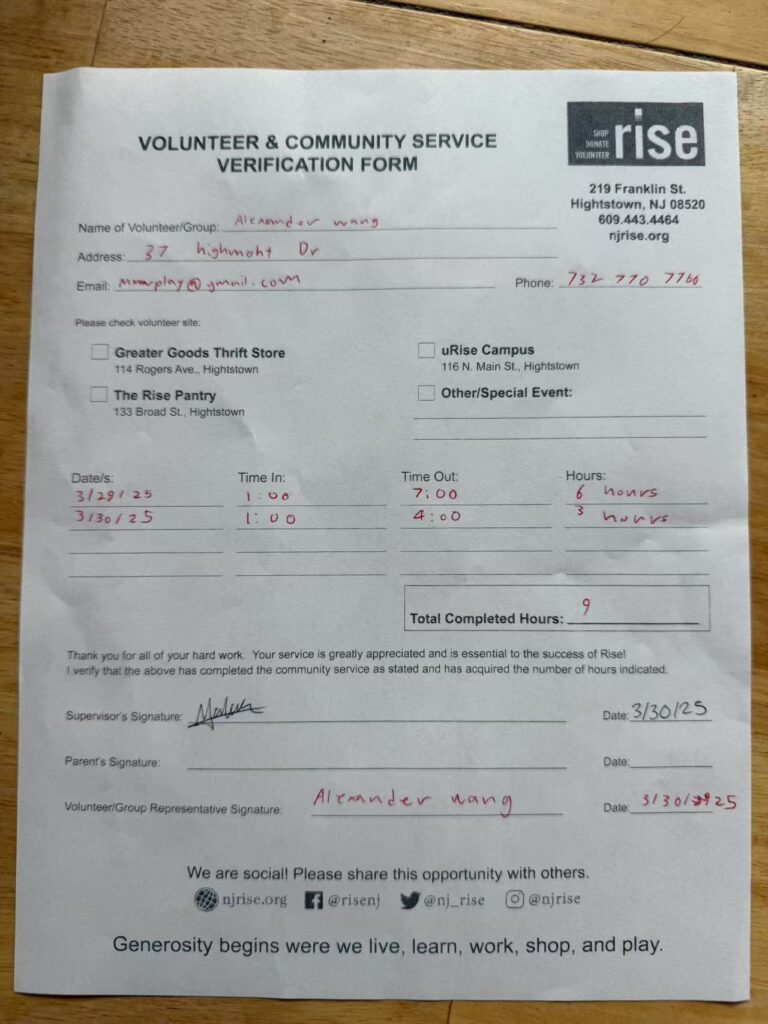 SHOP
DONATE
VOLUNTEER
rise
VOLUNTEER & COMMUNITY SERVICE
VERIFICATION FORM
219 Franklin St.
Hightstown, NJ 08520
609.443.4464
njrise.org
Name of Volunteer/Group: Alexander wang
Address: 37 highmoht Dr
Email: @gmail.com Phone: 732 770 7766
Please check volunteer site:
Greater Goods Thrift Store
114 Rogers Ave., Hightstown
uRise Campus
116 N. Main St., Hightstown
The Rise Pantry
133 Broad St., Hightstown
Other/Special Event:
Date/s: Time In: Time Out: Hours:
3/29/25 1:00 7:00 6 hours
3/30/25 1:00 4:00 3 hours
Total Completed Hours: 9
Thank you for all of your hard work. Your service is greatly appreciated and is essential to the success of Rise!
I verify that the above has completed the community service as stated and has acquired the number of hours indicated.
Supervisor's Signature: Date: 3/30/25
Parent's Signature: Date:
Volunteer/Group Representative Signature: Alexander wang Date: 3/30/25
We are social! Please share this opportunity with others.
njrise.org @risenj @nj_rise @njrise
Generosity begins were we live, learn, work, shop, and play.